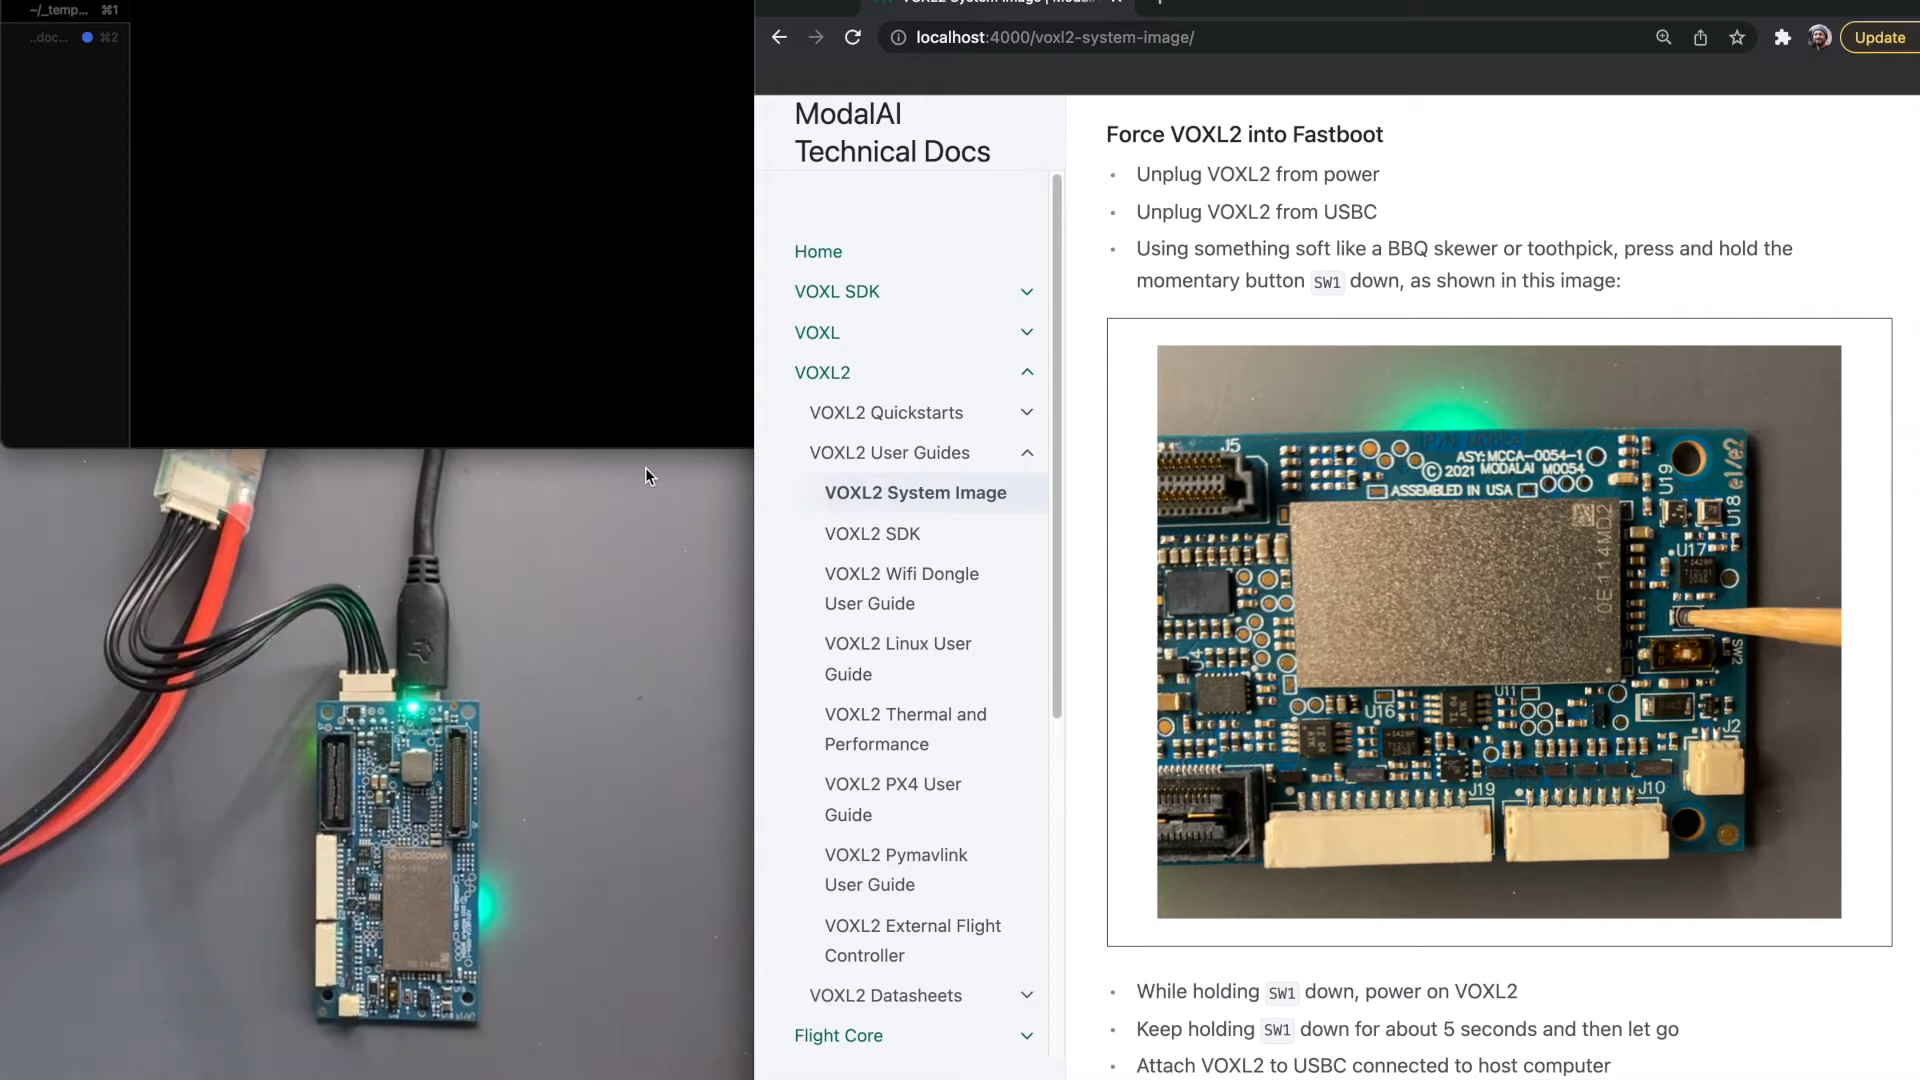 ~/_temp... ⌘1
..doc... ⌘2
localhost:4000/voxl2-system-image/
Update
ModalAI
Technical Docs
Home
VOXL SDK
VOXL
VOXL2
VOXL2 Quickstarts
VOXL2 User Guides
VOXL2 System Image
VOXL2 SDK
VOXL2 Wifi Dongle
User Guide
VOXL2 Linux User
Guide
VOXL2 Thermal and
Performance
VOXL2 PX4 User
Guide
VOXL2 Pymavlink
User Guide
VOXL2 External Flight
Controller
VOXL2 Datasheets
Flight Core
Force VOXL2 into Fastboot
• Unplug VOXL2 from power
• Unplug VOXL2 from USBC
• Using something soft like a BBQ skewer or toothpick, press and hold the
momentary button SW1 down, as shown in this image:
J5
ASY:MCCA-0054-1
© 2021 MODALAI M0054
ASSEMBLED IN USA
e1/e2
U19
U18
0E114MD2
U17
SW2
U4
U11
U16
J2
J19
J10
• While holding SW1 down, power on VOXL2
• Keep holding SW1 down for about 5 seconds and then let go
• Attach VOXL2 to USBC connected to host computer
Qualcomm